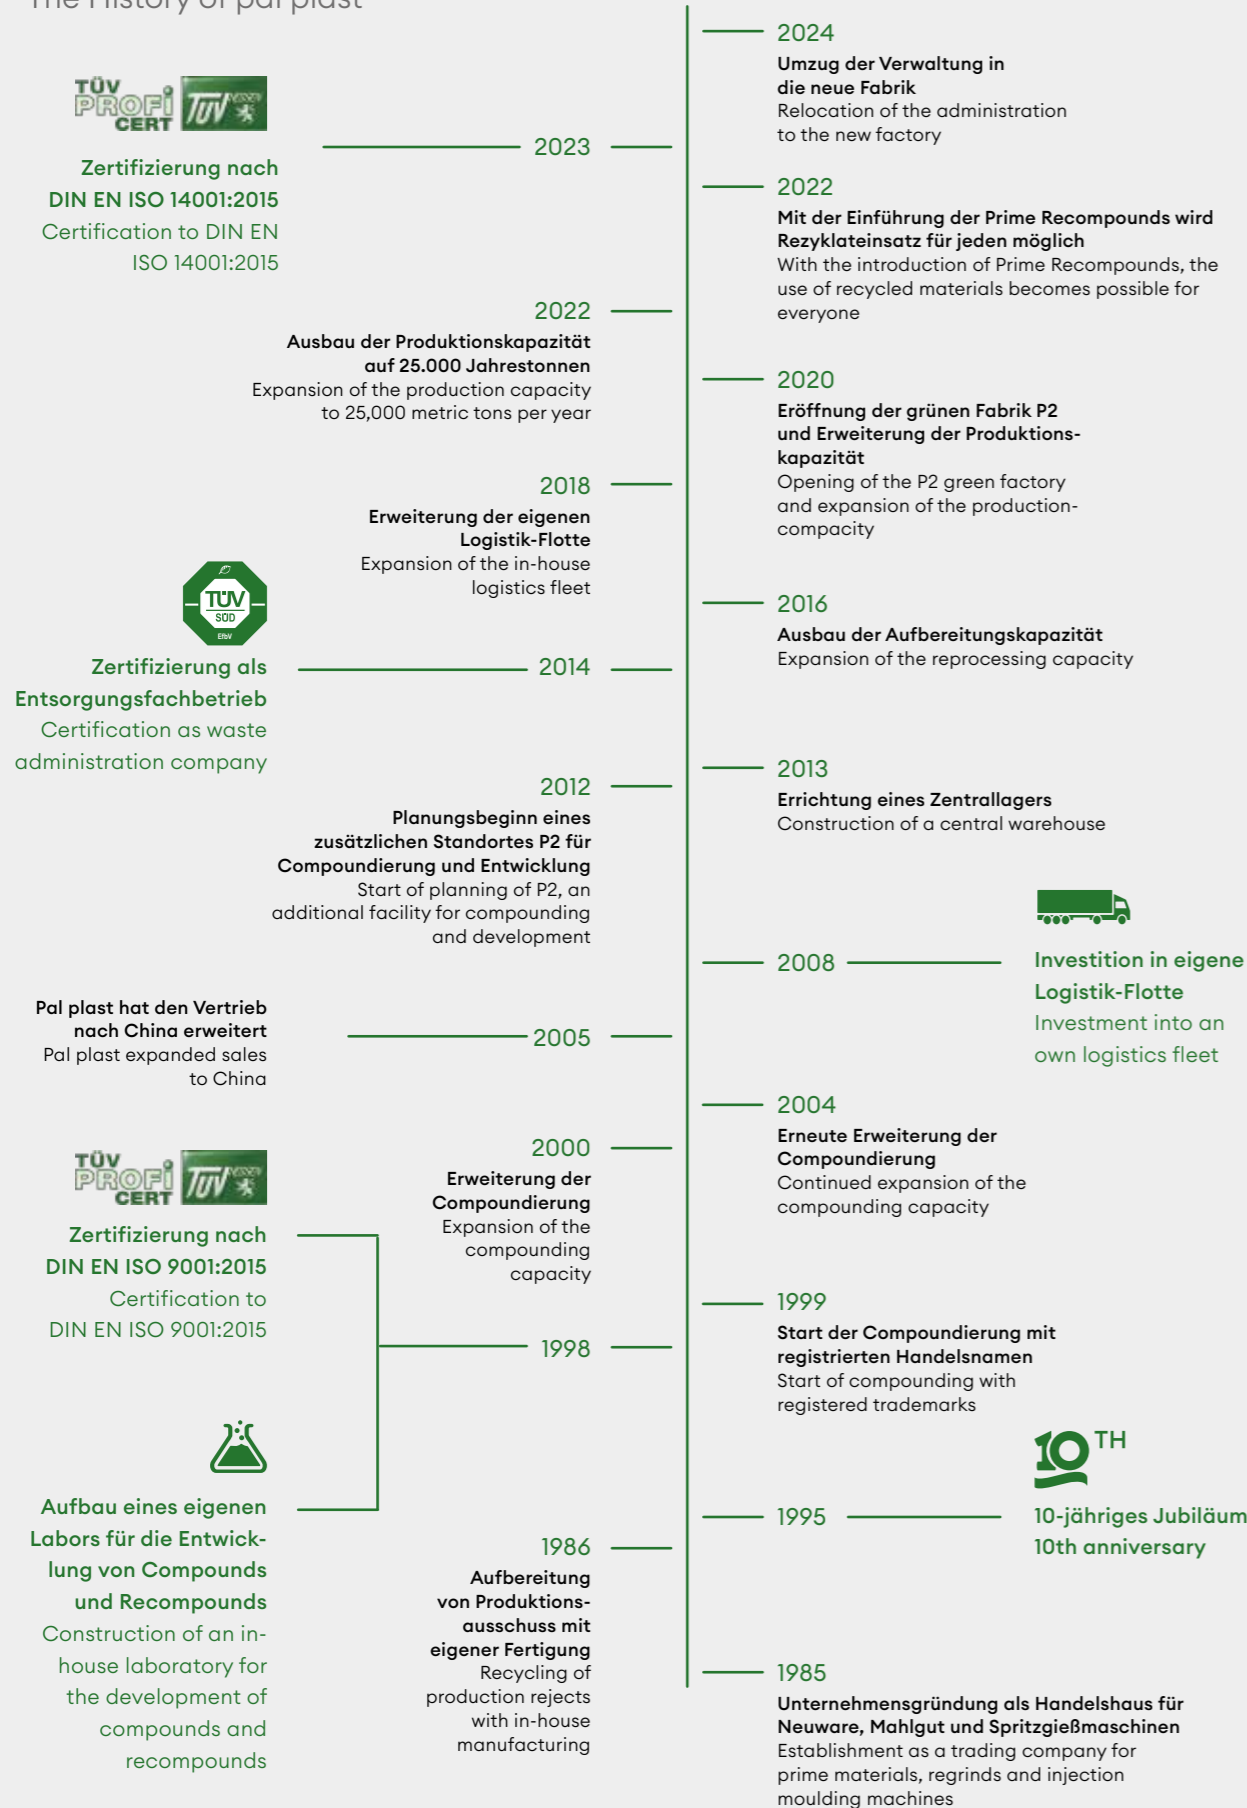 The History of pal plast
2024
Umzug der Verwaltung in
die neue Fabrik
Relocation of the administration
to the new factory
TÜV
PROFI
CERT
TÜV
HESSEN
2023
Zertifizierung nach
DIN EN ISO 14001:2015
Certification to DIN EN
ISO 14001:2015
2022
Mit der Einführung der Prime Recompounds wird
Rezyklateinsatz für jeden möglich
With the introduction of Prime Recompounds, the
use of recycled materials becomes possible for
everyone
2022
Ausbau der Produktionskapazität
auf 25.000 Jahrestonnen
Expansion of the production capacity
to 25,000 metric tons per year
2020
Eröffnung der grünen Fabrik P2
und Erweiterung der Produktions-
kapazität
Opening of the P2 green factory
and expansion of the production-
compacity
2018
Erweiterung der eigenen
Logistik-Flotte
Expansion of the in-house
logistics fleet
2016
Ausbau der Aufbereitungskapazität
Expansion of the reprocessing capacity
TÜV
SÜD
EfbV
2014
Zertifizierung als
Entsorgungsfachbetrieb
Certification as waste
administration company
2013
Errichtung eines Zentrallagers
Construction of a central warehouse
2012
Planungsbeginn eines
zusätzlichen Standortes P2 für
Compoundierung und Entwicklung
Start of planning of P2, an
additional facility for compounding
and development
2008
Investition in eigene
Logistik-Flotte
Investment into an
own logistics fleet
2005
Pal plast hat den Vertrieb
nach China erweitert
Pal plast expanded sales
to China
2004
Erneute Erweiterung der
Compoundierung
Continued expansion of the
compounding capacity
2000
Erweiterung der
Compoundierung
Expansion of the
compounding
capacity
1999
Start der Compoundierung mit
registrierten Handelsnamen
Start of compounding with
registered trademarks
TÜV
PROFI
CERT
TÜV
HESSEN
Zertifizierung nach
DIN EN ISO 9001:2015
Certification to
DIN EN ISO 9001:2015
1998
Aufbau eines eigenen
Labors für die Entwick-
lung von Compounds
und Recompounds
Construction of an in-
house laboratory for
the development of
compounds and
recompounds
1995
10TH
10-jähriges Jubiläum
10th anniversary
1986
Aufbereitung
von Produktions-
ausschuss mit
eigener Fertigung
Recycling of
production rejects
with in-house
manufacturing
1985
Unternehmensgründung als Handelshaus für
Neuware, Mahlgut und Spritzgießmaschinen
Establishment as a trading company for
prime materials, regrinds and injection
moulding machines